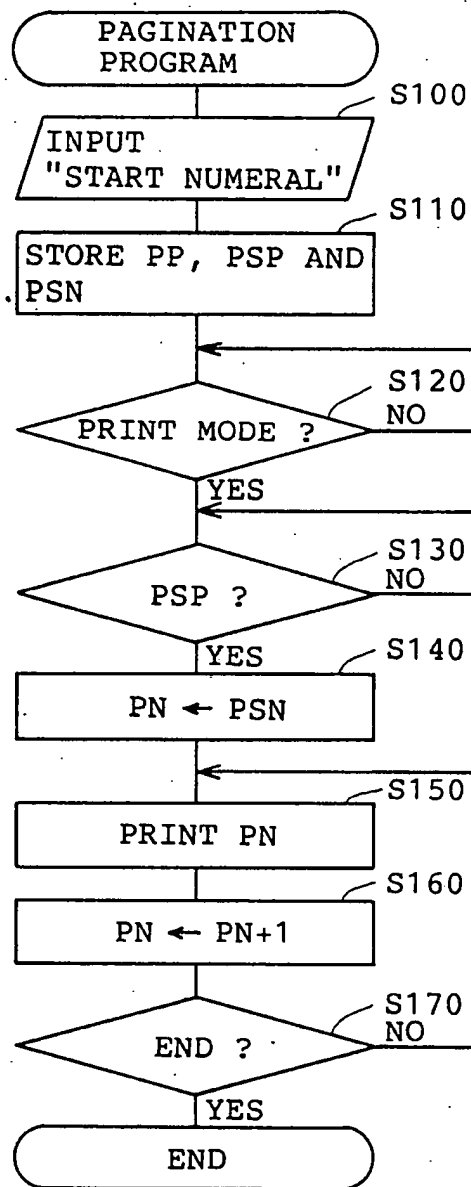 PAGINATION
PROGRAM
S100
INPUT
"START NUMERAL"
S110
STORE PP, PSP AND
PSN
S120
PRINT MODE ?
NO
YES
S130
PSP ?
NO
YES
S140
PN ← PSN
S150
PRINT PN
S160
PN ← PN+1
S170
END ?
NO
YES
END